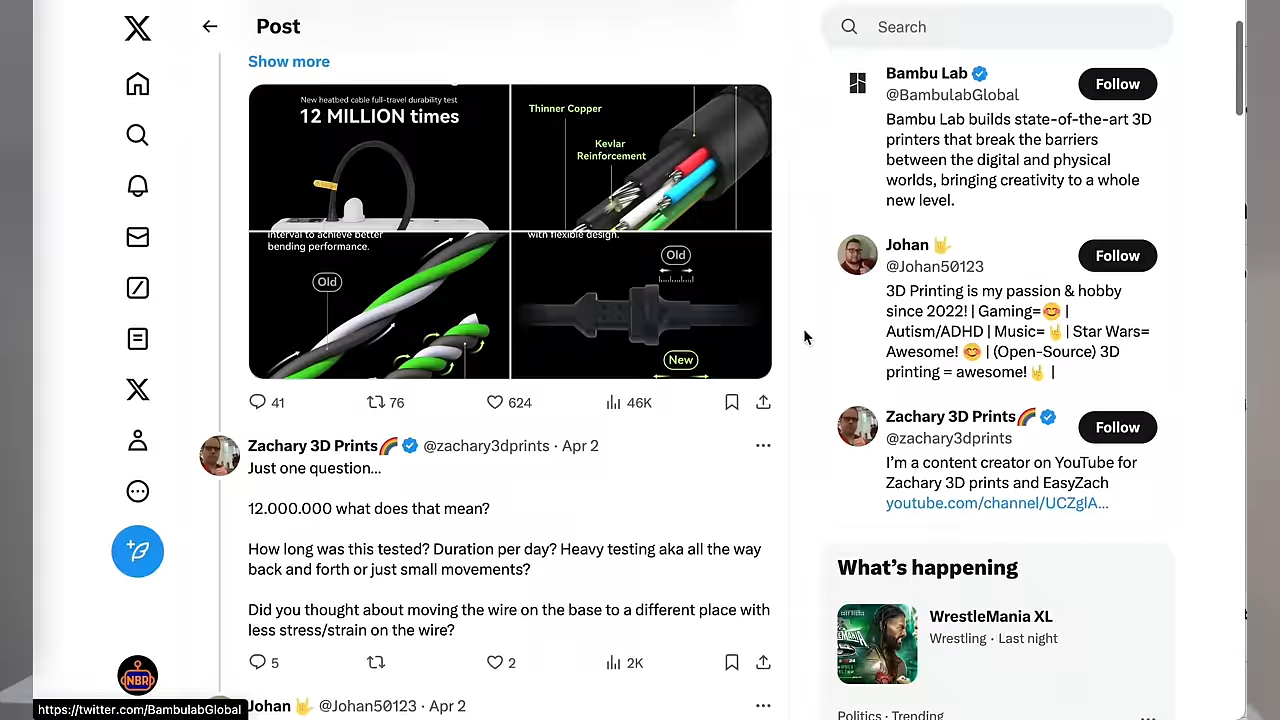 Post
Show more
New heatbed cable full-travel durability test
12 MILLION times
Thinner Copper
Kevlar
Reinforcement
interval to achieve better
bending performance.
Old
with flexible design.
Old
New
41
76
624
46K
Zachary 3D Prints🌈 @zachary3dprints · Apr 2
Just one question...
12.000.000 what does that mean?
How long was this tested? Duration per day? Heavy testing aka all the way
back and forth or just small movements?
Did you thought about moving the wire on the base to a different place with
less stress/strain on the wire?
5
2
2K
Johan 🤟 @Johan50123 · Apr 2
NBR
https://twitter.com/BambulabGlobal
Search
Bambu Lab
@BambulabGlobal
Follow
Bambu Lab builds state-of-the-art 3D
printers that break the barriers
between the digital and physical
worlds, bringing creativity to a whole
new level.
Johan 🤟
@Johan50123
Follow
3D Printing is my passion & hobby
since 2022! | Gaming=😊 |
Autism/ADHD | Music=🤘| Star Wars=
Awesome! 😊 | (Open-Source) 3D
printing = awesome!🤘 |
Zachary 3D Prints🌈
@zachary3dprints
Follow
I'm a content creator on YouTube for
Zachary 3D prints and EasyZach
youtube.com/channel/UCZglA...
What's happening
WrestleMania XL
Wrestling · Last night
Politics · Trending